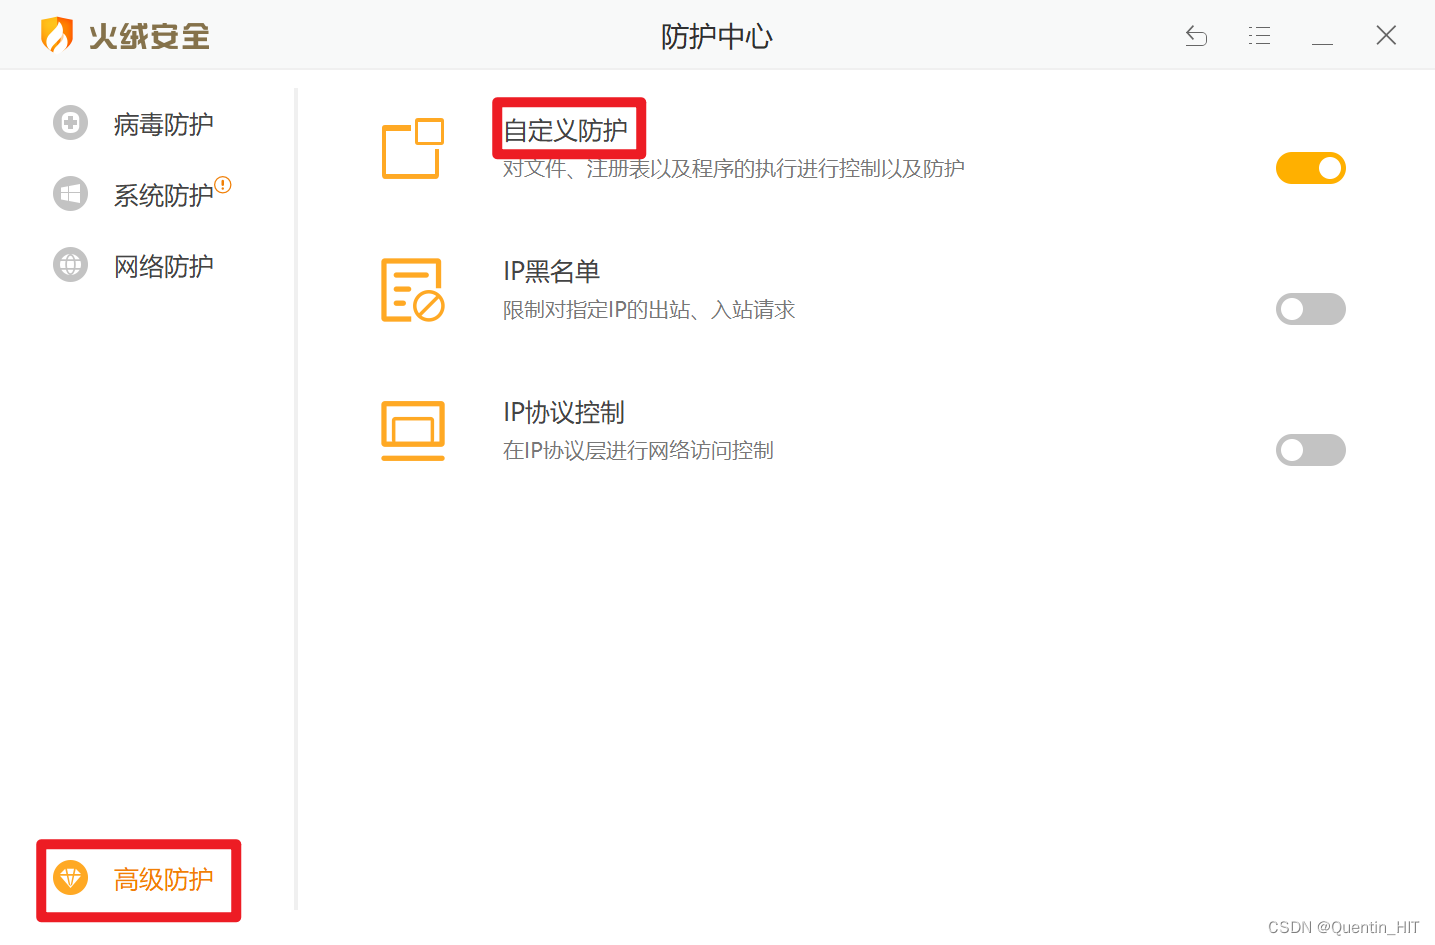 火绒安全
防护中心
病毒防护
系统防护
网络防护
高级防护
自定义防护
对文件、注册表以及程序的执行进行控制以及防护
IP黑名单
限制对指定IP的出站、入站请求
IP协议控制
在IP协议层进行网络访问控制
CSDN @Quentin_HIT